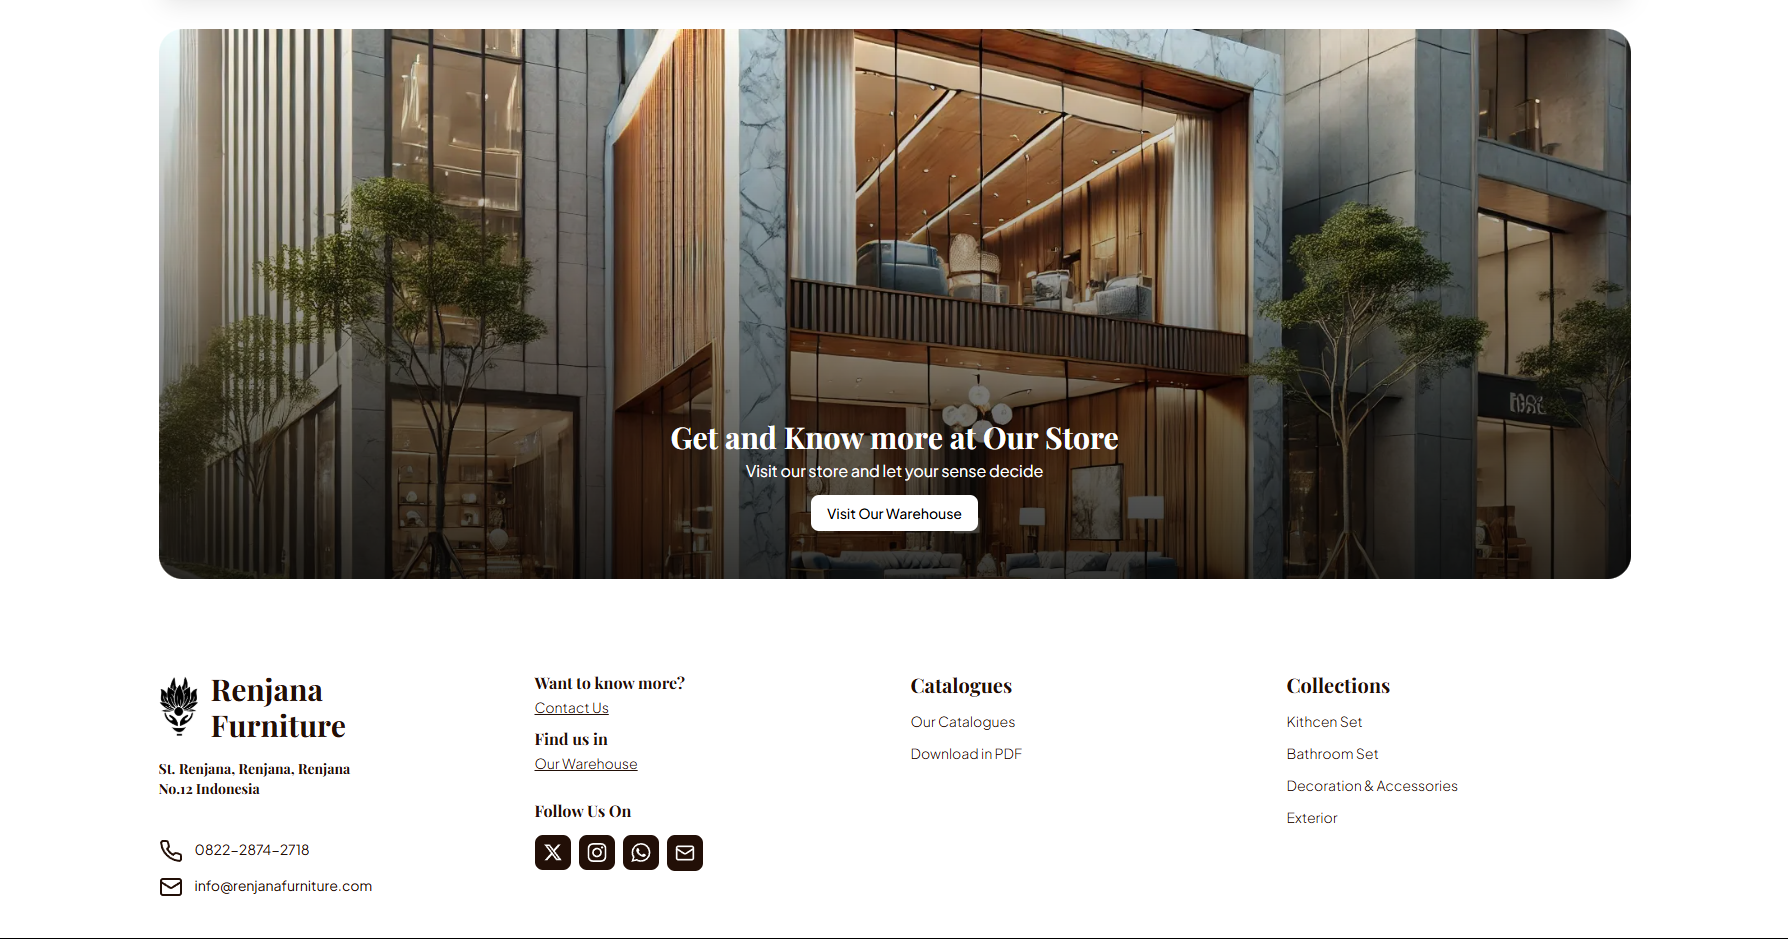 Get and Know more at Our Store
Visit our store and let your sense decide
Visit Our Warehouse
Renjana
Furniture
St. Renjana, Renjana, Renjana
No.12 Indonesia
0822-2874-2718
info@renjanafurniture.com
Want to know more?
Contact Us
Find us in
Our Warehouse
Follow Us On
Catalogues
Our Catalogues
Download in PDF
Collections
Kithcen Set
Bathroom Set
Decoration & Accessories
Exterior